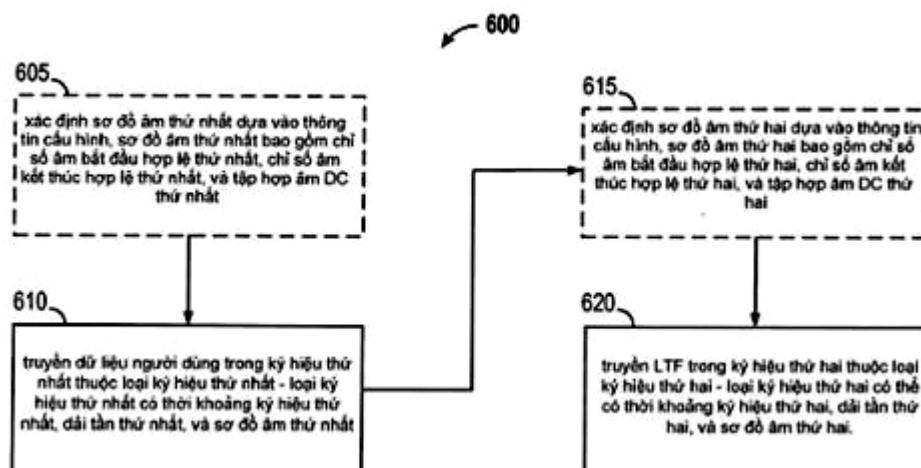 600
605
xác định sơ đồ âm thứ nhất dựa vào thông
tin cấu hình, sơ đồ âm thứ nhất bao gồm chỉ
số âm bắt đầu hợp lệ thứ nhất, chỉ số âm
kết thúc hợp lệ thứ nhất, và tập hợp âm DC
thứ nhất
610
truyền dữ liệu người dùng trong ký hiệu thứ
nhất thuộc loại ký hiệu thứ nhất - loại ký
hiệu thứ nhất có thời khoảng ký hiệu thứ
nhất, dải tần thứ nhất, và sơ đồ âm thứ nhất
615
xác định sơ đồ âm thứ hai dựa vào thông tin
cấu hình, sơ đồ âm thứ hai bao gồm chỉ số
âm bắt đầu hợp lệ thứ hai, chỉ số âm kết
thúc hợp lệ thứ hai, và tập hợp âm DC thứ
hai
620
truyền LTF trong ký hiệu thứ hai thuộc loại
ký hiệu thứ hai - loại ký hiệu thứ hai có thể
có thời khoảng ký hiệu thứ hai, dải tần thứ
hai, và sơ đồ âm thứ hai.